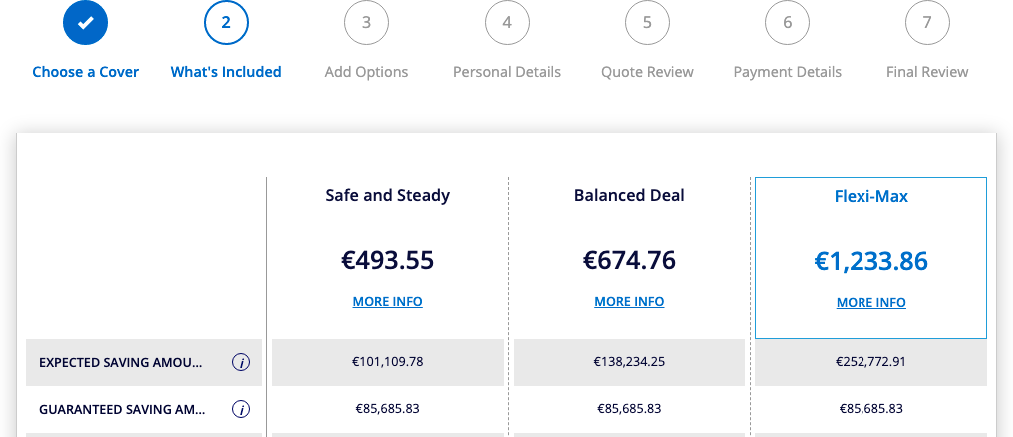 2 3 4 5 6 7
Choose a Cover What's Included Add Options Personal Details Quote Review Payment Details Final Review
Safe and Steady Balanced Deal Flexi-Max
€493.55 €674.76 €1,233.86
MORE INFO MORE INFO MORE INFO
EXPECTED SAVING AMOU... i €101,109.78 €138,234.25 €252,772.91
GUARANTEED SAVING AM... i €85,685.83 €85,685.83 €85,685.83